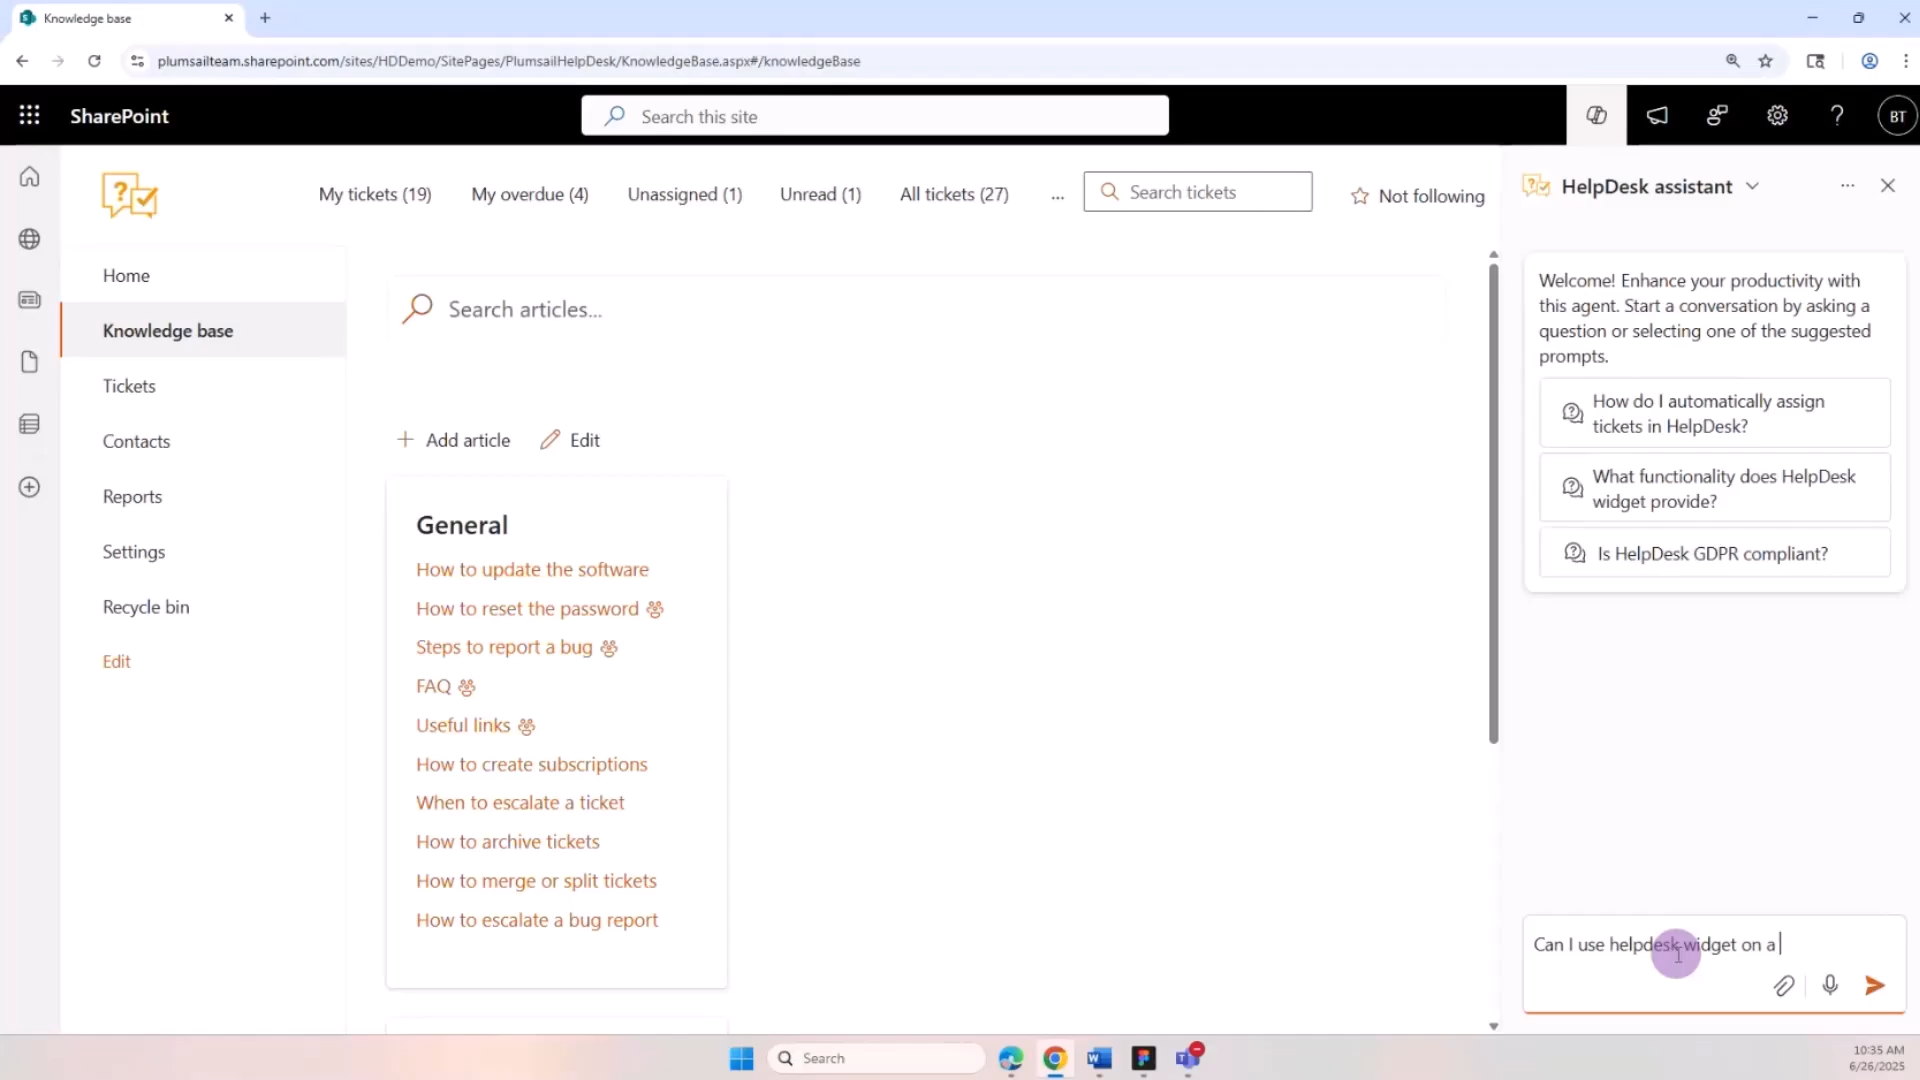 Knowledge base
plumsailteam.sharepoint.com/sites/HDDemo/SitePages/PlumsailHelpDesk/KnowledgeBase.aspx#/knowledgeBase
SharePoint
Search this site
BT
My tickets (19)
My overdue (4)
Unassigned (1)
Unread (1)
All tickets (27)
...
Search tickets
Not following
Home
Knowledge base
Tickets
Contacts
Reports
Settings
Recycle bin
Edit
Search articles...
Add article
Edit
General
How to update the software
How to reset the password
Steps to report a bug
FAQ
Useful links
How to create subscriptions
When to escalate a ticket
How to archive tickets
How to merge or split tickets
How to escalate a bug report
HelpDesk assistant
Welcome! Enhance your productivity with
this agent. Start a conversation by asking a
question or selecting one of the suggested
prompts.
How do I automatically assign
tickets in HelpDesk?
What functionality does HelpDesk
widget provide?
Is HelpDesk GDPR compliant?
Can I use helpdesk widget on a
Search
10:35 AM
6/26/2025